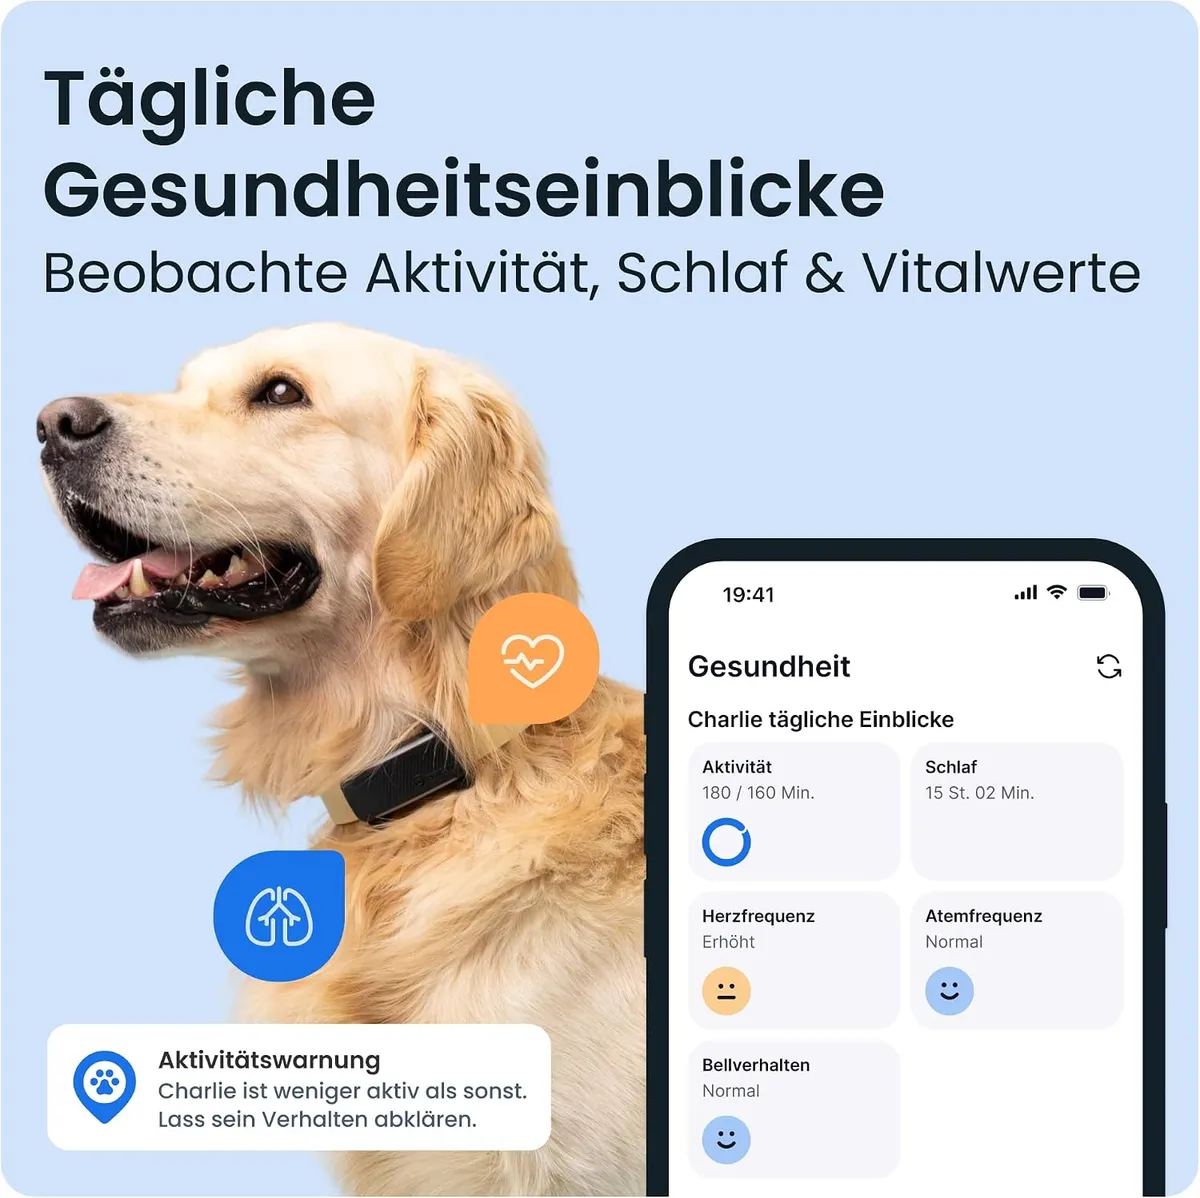 Tägliche
Gesundheitseinblicke
Beobachte Aktivität, Schlaf & Vitalwerte
19:41
Gesundheit
Charlie tägliche Einblicke
Aktivität
180 / 160 Min.
Schlaf
15 St. 02 Min.
Herzfrequenz
Erhöht
Atemfrequenz
Normal
Bellverhalten
Normal
Aktivitätswarnung
Charlie ist weniger aktiv als sonst.
Lass sein Verhalten abklären.